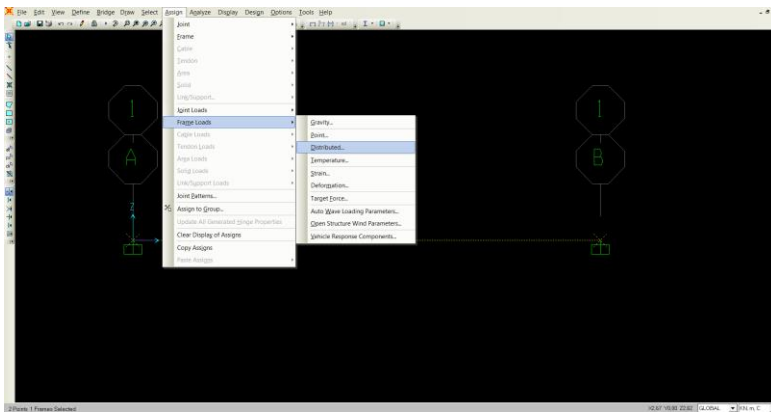 File Edit View Define Bridge Draw Select Assign Analyze Display Design Options Tools Help
Joint
Frame
Cable
Tendon
Area
Solid
Link/Support...
Joint Loads
Frame Loads
Cable Loads
Tendon Loads
Area Loads
Solid Loads
Link/Support Loads
Joint Patterns...
Assign to Group...
Update All Generated Hinge Properties
Clear Display of Assigns
Copy Assigns
Paste Assigns
Gravity...
Point...
Distributed...
Temperature...
Strain...
Deformation...
Target Force...
Auto Wave Loading Parameters...
Open Structure Wind Parameters...
Vehicle Response Components...
1
1
A
B
Z
2 Points 1 Frames Selected
GLOBAL
KN, m, C